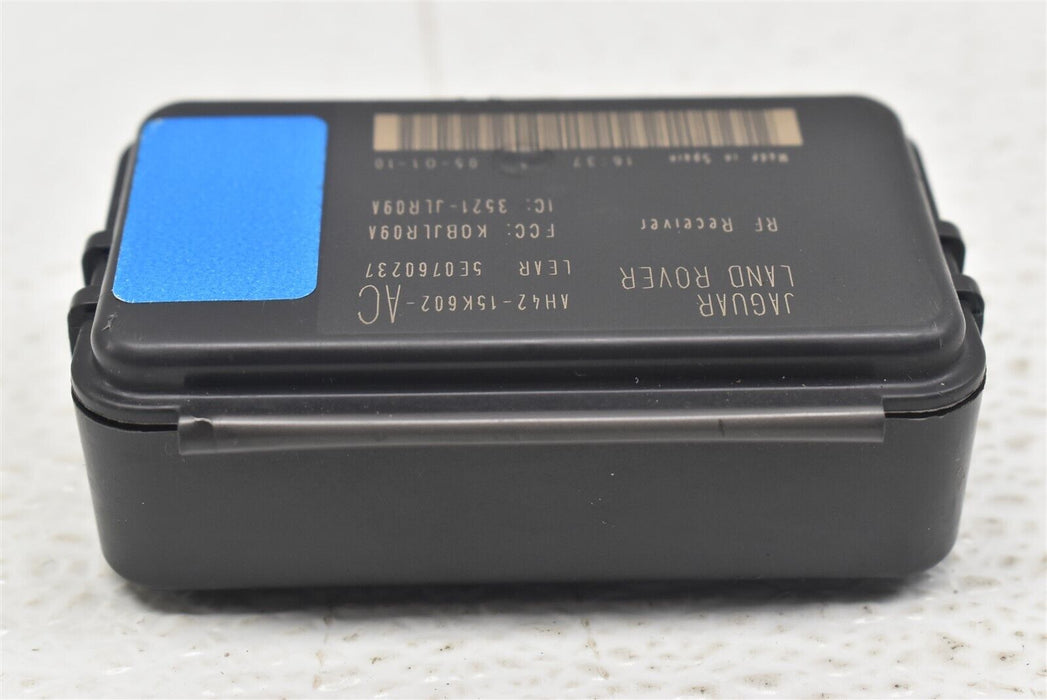 JAGUAR
LAND ROVER
AH42-15K602-AC
LEAR 5E0760237
RF Receiver
FCC: KOBJLR09A
IC: 3521-JLR09A
Made in Spain 16:37 05-01-10